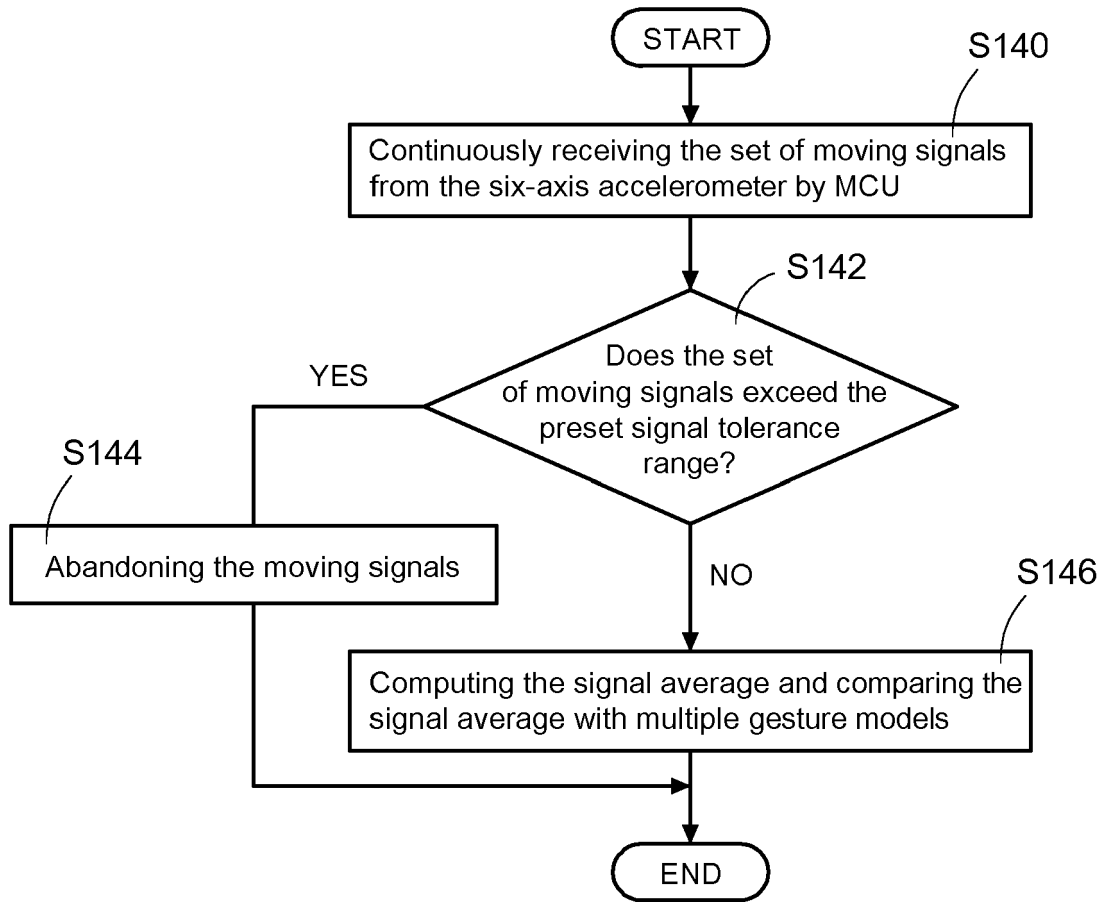 START
S140
Continuously receiving the set of moving signals
from the six-axis accelerometer by MCU
S142
Does the set
of moving signals exceed the
preset signal tolerance
range?
YES
S144
Abandoning the moving signals
NO
S146
Computing the signal average and comparing the
signal average with multiple gesture models
END